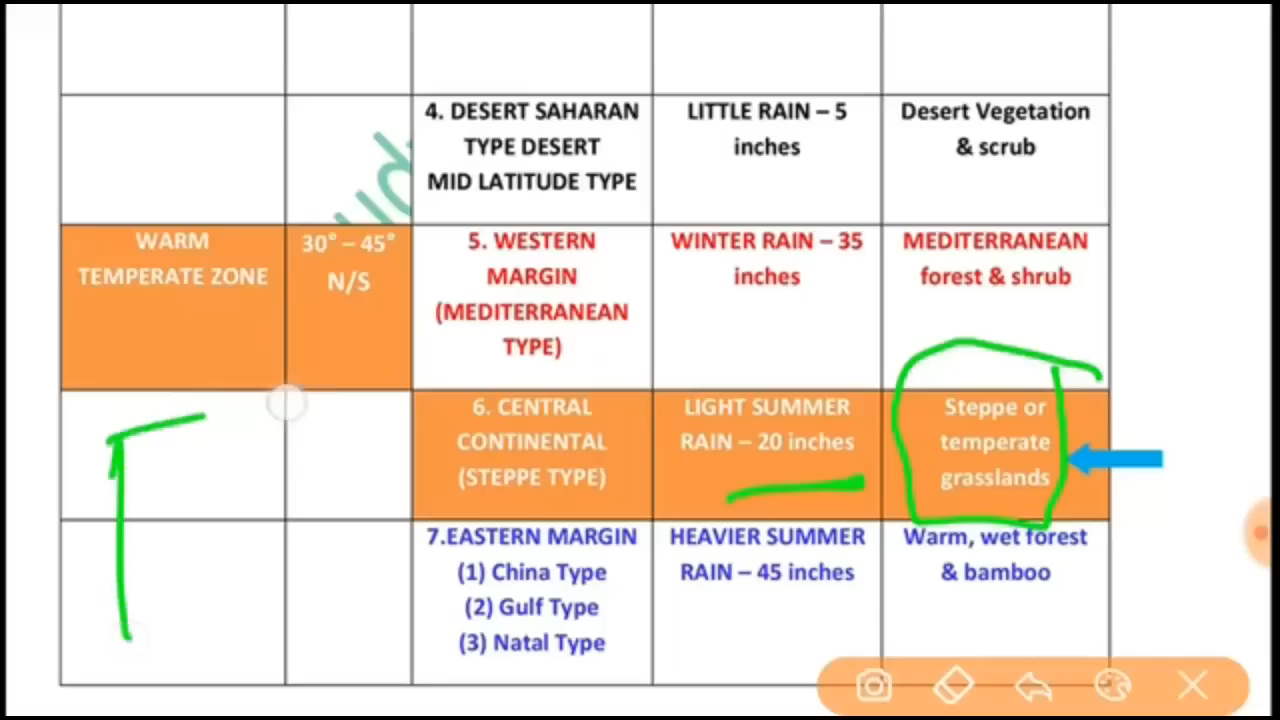 4. DESERT SAHARAN
TYPE DESERT
MID LATITUDE TYPE
LITTLE RAIN – 5
inches
Desert Vegetation
& scrub
WARM
TEMPERATE ZONE
30° – 45°
N/S
5. WESTERN
MARGIN
(MEDITERRANEAN
TYPE)
WINTER RAIN – 35
inches
MEDITERRANEAN
forest & shrub
6. CENTRAL
CONTINENTAL
(STEPPE TYPE)
LIGHT SUMMER
RAIN – 20 inches
Steppe or
temperate
grasslands
7.EASTERN MARGIN
(1) China Type
(2) Gulf Type
(3) Natal Type
HEAVIER SUMMER
RAIN – 45 inches
Warm, wet forest
& bamboo